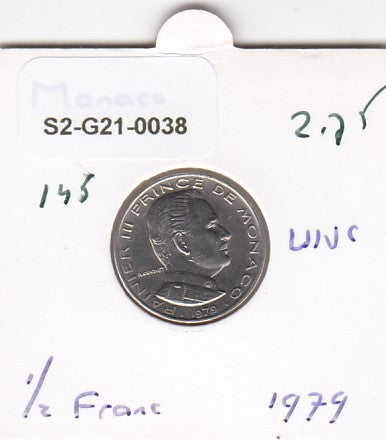 Monaco
S2-G21-0038
2.75
145
UNC
RAINIER III PRINCE DE MONACO
1979
1/2 Franc
1979